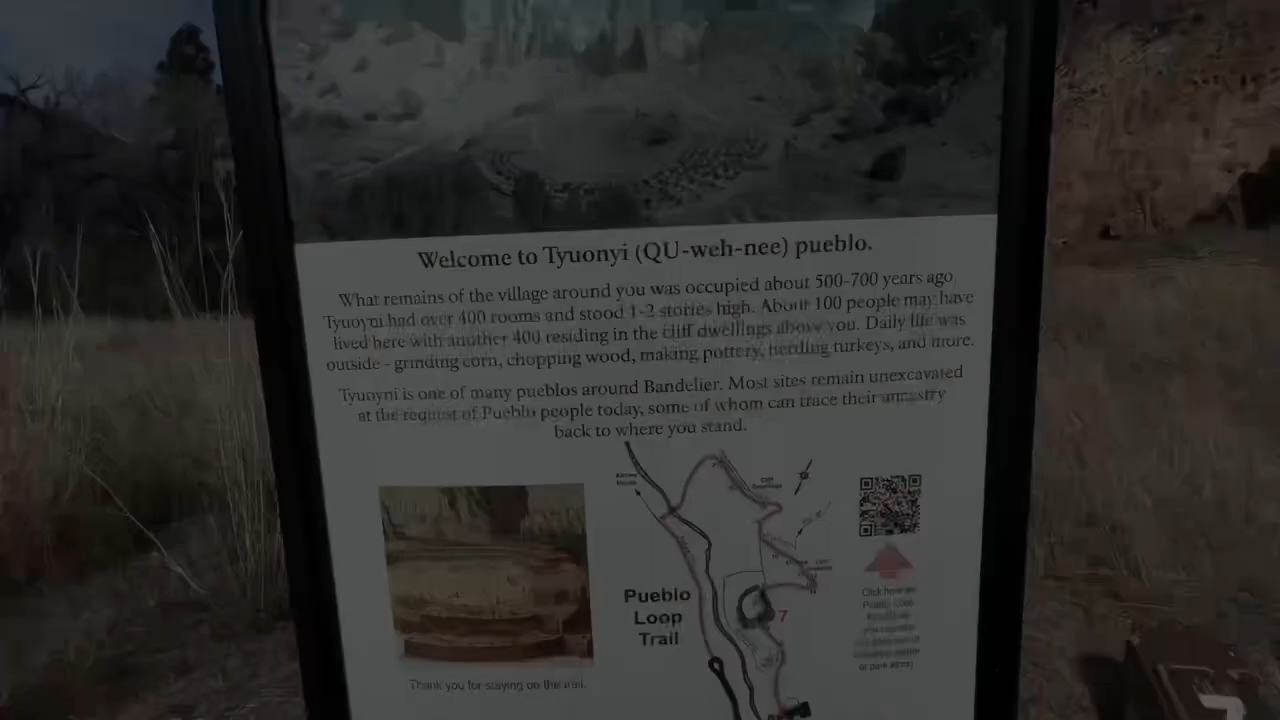 Welcome to Tyuonyi (QU-weh-nee) pueblo.
What remains of the village around you was occupied about 500-700 years ago
Tyuoyni had over 400 rooms and stood 1-2 stories high. About 100 people may have
lived here with another 400 residing in the cliff dwellings above you. Daily life was
outside - grinding corn, chopping wood, making pottery, herding turkeys, and more.
Tyuoyni is one of many pueblos around Bandelier. Most sites remain unexcavated
at the request of Pueblo people today, some of whom can trace their ancestry
back to where you stand.
Pueblo
Loop
Trail
7
Thank you for staying on the trail.